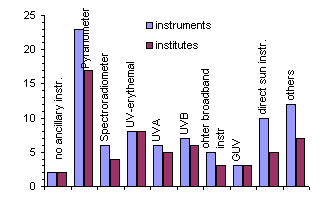 25
20
15
10
5
0
instruments
institutes
no ancillary instr.
Pyranometer
Spectroradiometer
UV-erythemal
UVA
UVB
ohter broadband
instr
GUV
direct sun instr.
others